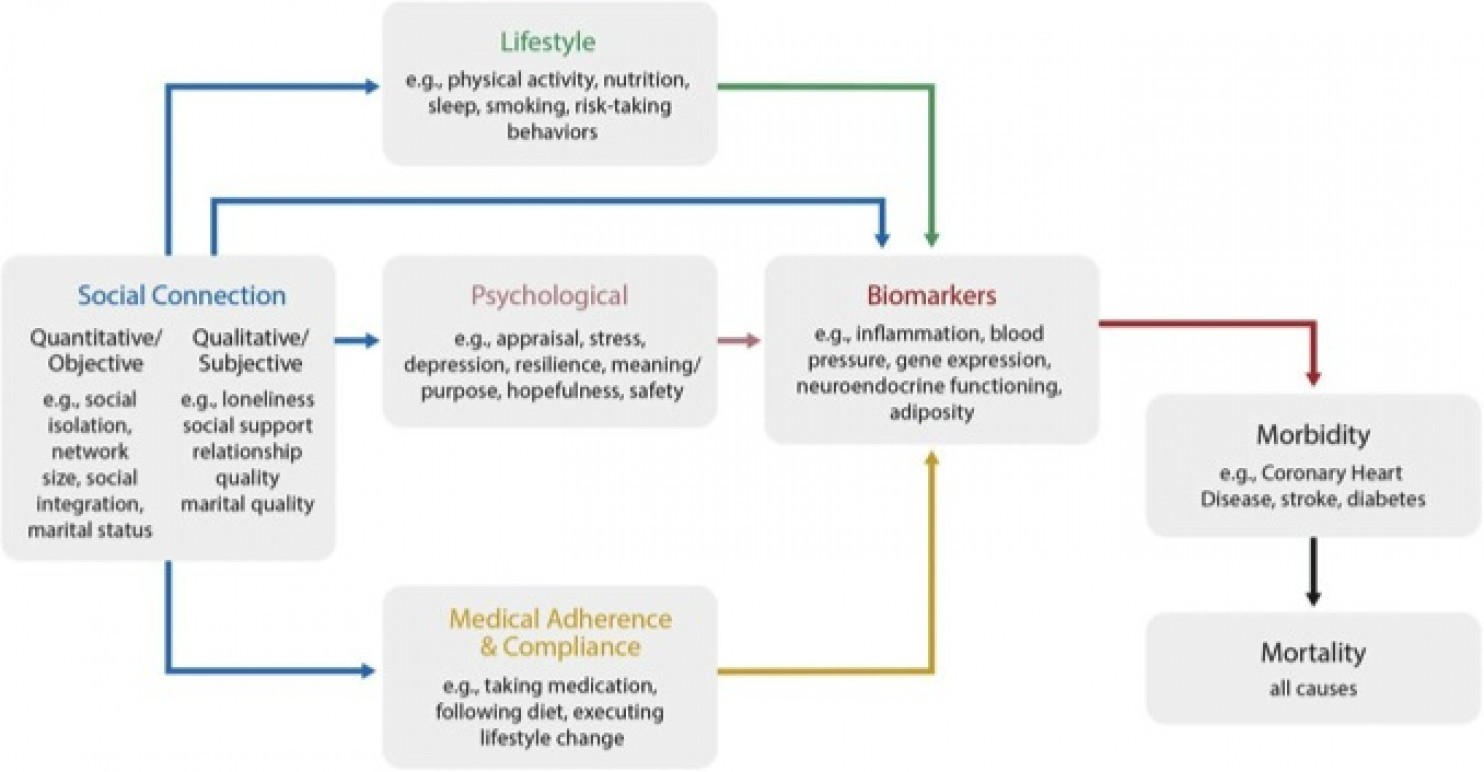 Lifestyle
e.g., physical activity, nutrition,
sleep, smoking, risk-taking
behaviors
Social Connection
Quantitative/
Objective
e.g., social
isolation,
network
size, social
integration,
marital status
Qualitative/
Subjective
e.g., loneliness
social support
relationship
quality
marital quality
Psychological
e.g., appraisal, stress,
depression, resilience, meaning/
purpose, hopefulness, safety
Biomarkers
e.g., inflammation, blood
pressure, gene expression,
neuroendocrine functioning,
adiposity
Medical Adherence
& Compliance
e.g., taking medication,
following diet, executing
lifestyle change
Morbidity
e.g., Coronary Heart
Disease, stroke, diabetes
Mortality
all causes